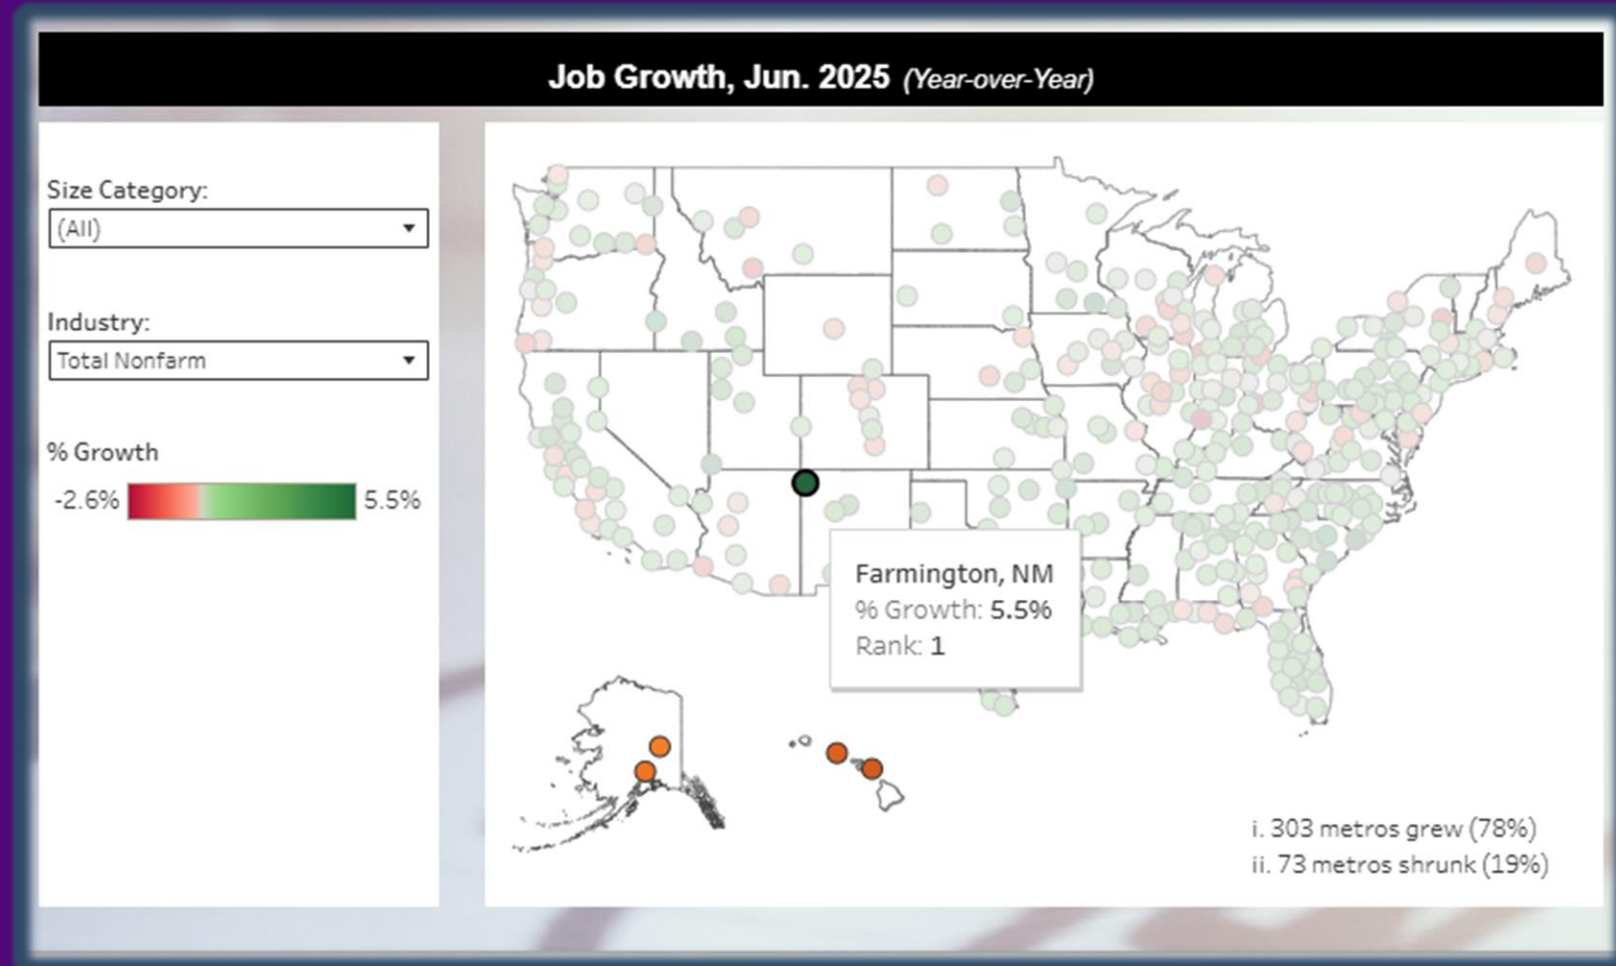 Job Growth, Jun. 2025 (Year-over-Year)
Size Category:
(All)
Industry:
Total Nonfarm
% Growth
-2.6% 5.5%
Farmington, NM
% Growth: 5.5%
Rank: 1
i. 303 metros grew (78%)
ii. 73 metros shrunk (19%)